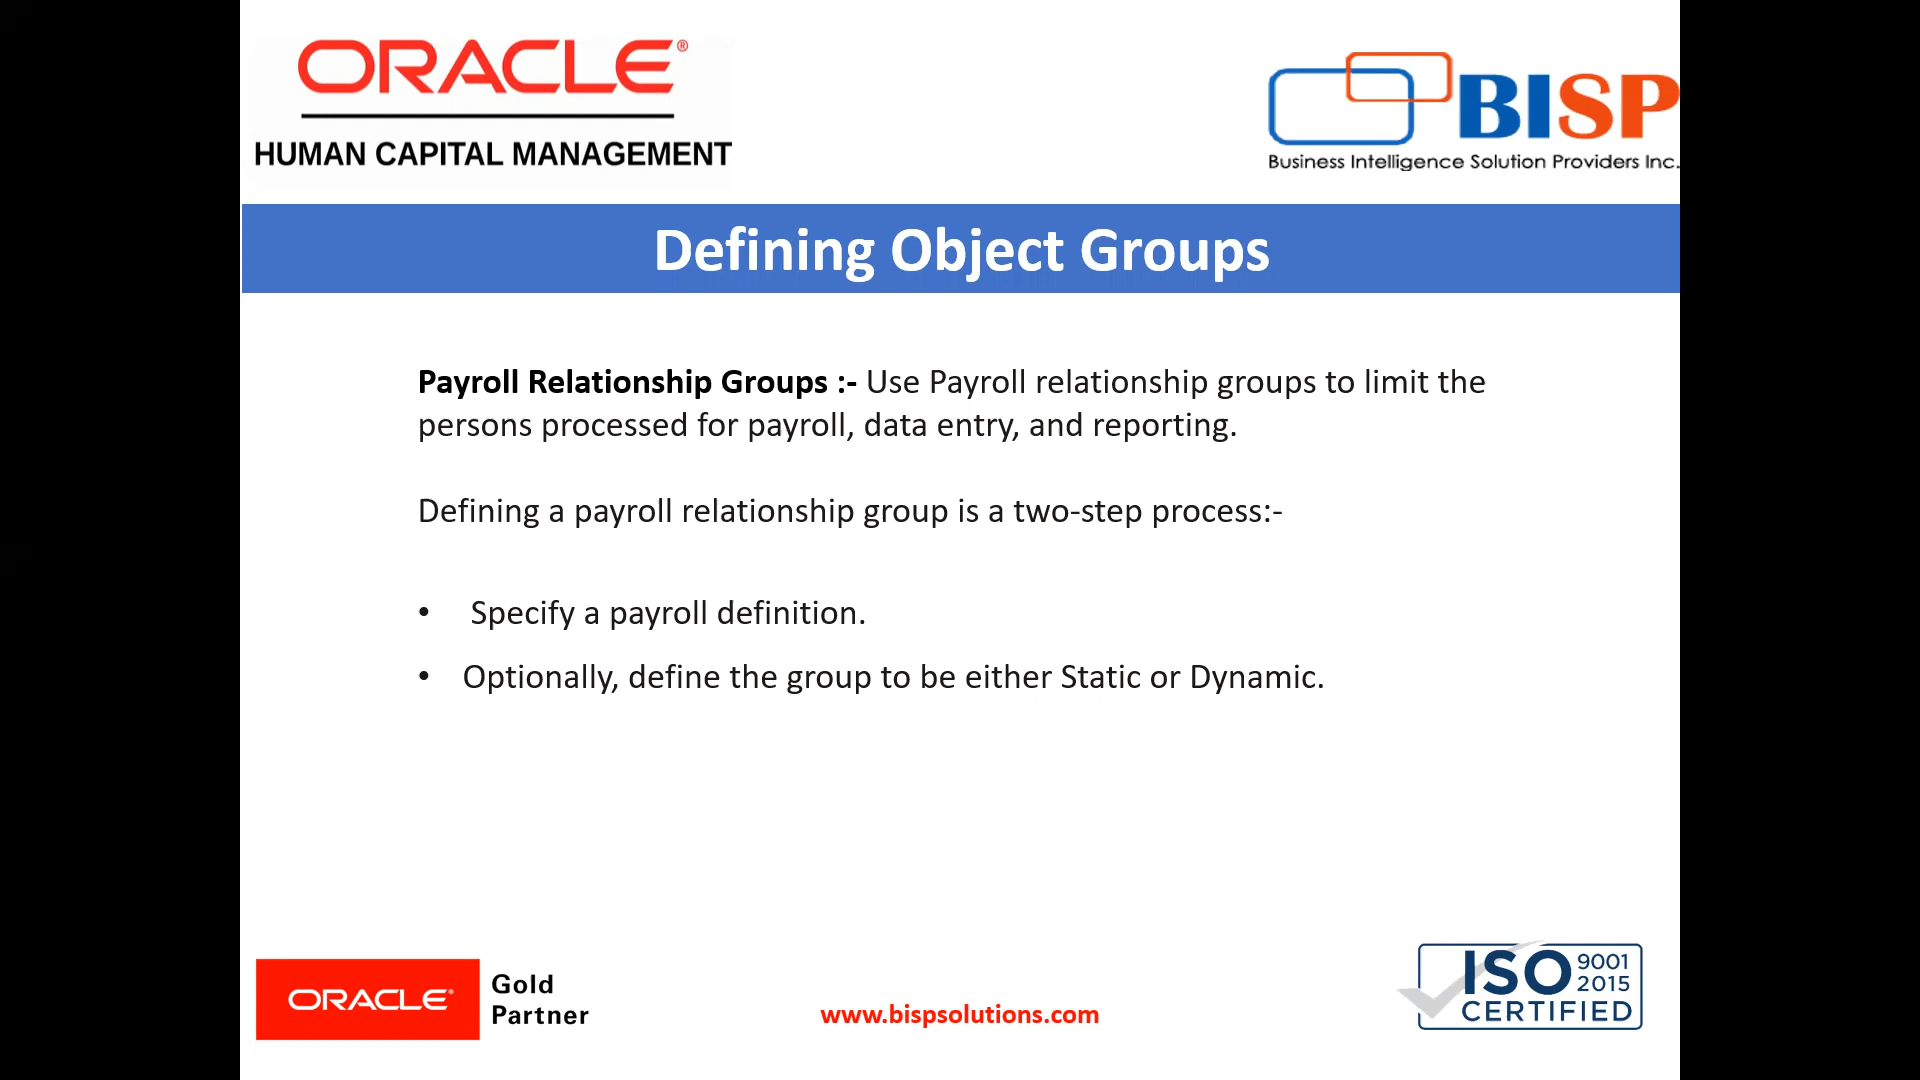 ORACLE®
HUMAN CAPITAL MANAGEMENT
BISP
Business Intelligence Solution Providers Inc.
Defining Object Groups
Payroll Relationship Groups :- Use Payroll relationship groups to limit the
persons processed for payroll, data entry, and reporting.
Defining a payroll relationship group is a two-step process:-
• Specify a payroll definition.
• Optionally, define the group to be either Static or Dynamic.
ORACLE®
Gold
Partner
www.bispsolutions.com
ISO 9001
2015
CERTIFIED